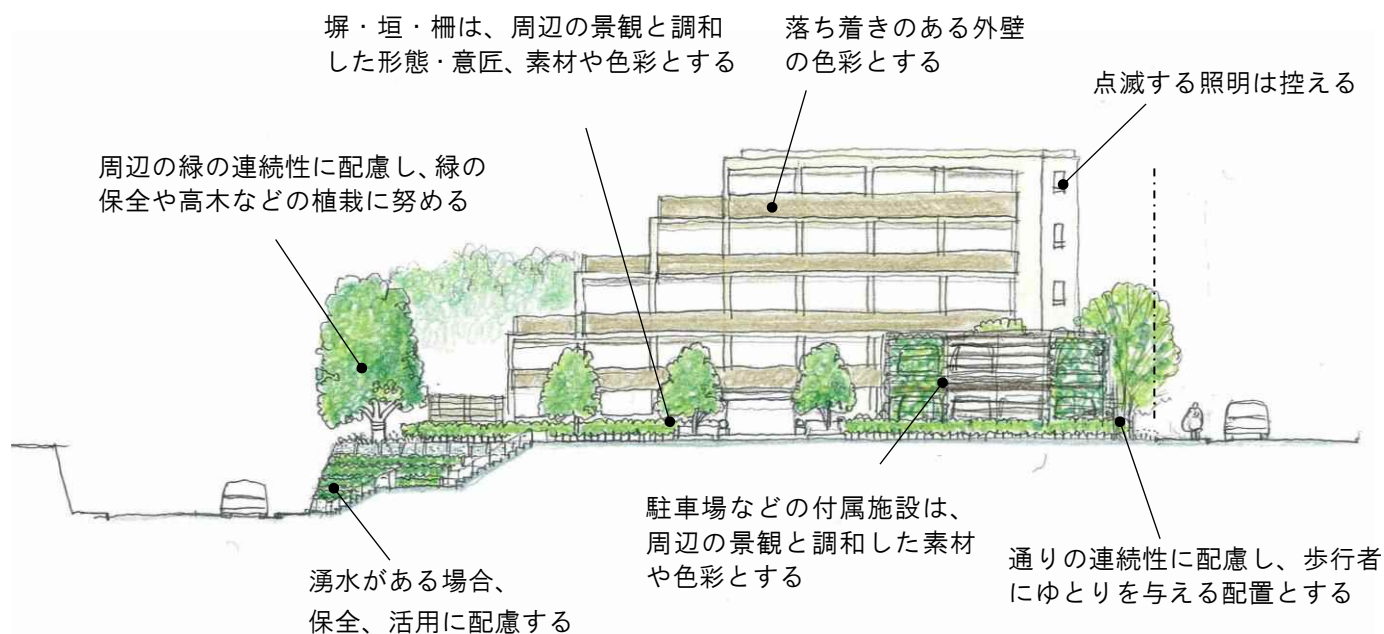 塀・垣・柵は、周辺の景観と調和
した形態・意匠、素材や色彩とする
落ち着きのある外壁
の色彩とする
点滅する照明は控える
周辺の緑の連続性に配慮し、緑の
保全や高木などの植栽に努める
駐車場などの付属施設は、
周辺の景観と調和した素材
や色彩とする
通りの連続性に配慮し、歩行者
にゆとりを与える配置とする
湧水がある場合、
保全、活用に配慮する